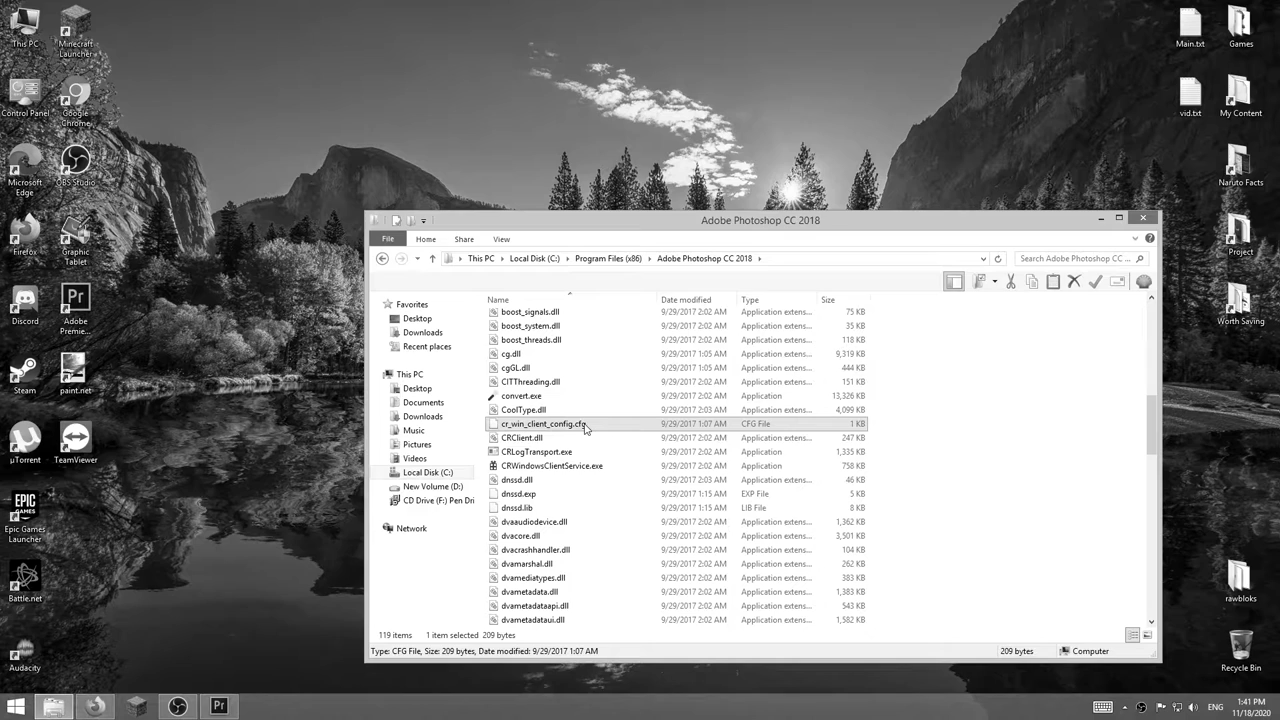 This PC
Minecraft
Launcher
Control Panel
Google
Chrome
Microsoft
Edge
OBS Studio
Firefox
Graphic
Tablet
Discord
Adobe
Premie...
Steam
paint.net
µTorrent
TeamViewer
Epic Games
Launcher
Battle.net
Audacity
Main.txt
Games
vid.txt
My Content
Naruto Facts
Project
Worth Saving
rawbloks
Recycle Bin
Adobe Photoshop CC 2018
File Home Share View
This PC Local Disk (C:) Program Files (x86) Adobe Photoshop CC 2018
Search Adobe Photoshop CC ...
Favorites
Desktop
Downloads
Recent places
This PC
Desktop
Documents
Downloads
Music
Pictures
Videos
Local Disk (C:)
New Volume (D:)
CD Drive (F:) Pen Dri
Network
Name Date modified Type Size
boost_signals.dll 9/29/2017 2:02 AM Application extens... 75 KB
boost_system.dll 9/29/2017 2:02 AM Application extens... 35 KB
boost_threads.dll 9/29/2017 2:02 AM Application extens... 118 KB
cg.dll 9/29/2017 1:05 AM Application extens... 9,319 KB
cgGL.dll 9/29/2017 1:05 AM Application extens... 444 KB
CITThreading.dll 9/29/2017 2:02 AM Application extens... 151 KB
convert.exe 9/29/2017 2:02 AM Application 13,326 KB
CoolType.dll 9/29/2017 2:03 AM Application extens... 4,099 KB
cr_win_client_config.cfg 9/29/2017 1:07 AM CFG File 1 KB
CRClient.dll 9/29/2017 2:02 AM Application extens... 247 KB
CRLogTransport.exe 9/29/2017 2:02 AM Application 1,335 KB
CRWindowsClientService.exe 9/29/2017 2:02 AM Application 758 KB
dnssd.dll 9/29/2017 2:03 AM Application extens... 46 KB
dnssd.exp 9/29/2017 1:15 AM EXP File 5 KB
dnssd.lib 9/29/2017 1:15 AM LIB File 8 KB
dvaaudiodevice.dll 9/29/2017 2:02 AM Application extens... 1,362 KB
dvacore.dll 9/29/2017 2:02 AM Application extens... 3,501 KB
dvacrashhandler.dll 9/29/2017 2:02 AM Application extens... 104 KB
dvamarshal.dll 9/29/2017 2:02 AM Application extens... 262 KB
dvamediatypes.dll 9/29/2017 2:02 AM Application extens... 383 KB
dvametadata.dll 9/29/2017 2:02 AM Application extens... 1,383 KB
dvametadataapi.dll 9/29/2017 2:02 AM Application extens... 543 KB
dvametadataui.dll 9/29/2017 2:02 AM Application extens... 1,582 KB
119 items 1 item selected 209 bytes
Type: CFG File, Size: 209 bytes, Date modified: 9/29/2017 1:07 AM 209 bytes Computer
ENG
1:41 PM
11/18/2020